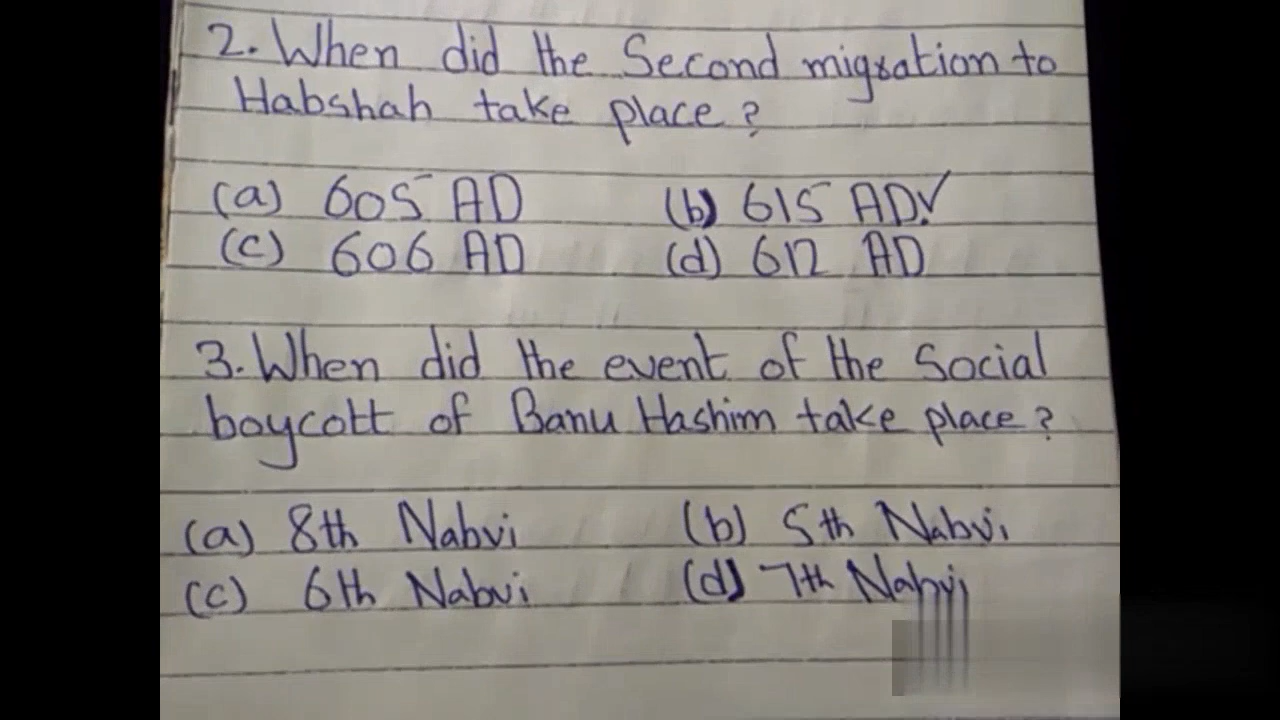 2. When did the Second migration to
Habshah take place?
(a) 605 AD (b) 615 AD✓
(c) 606 AD (d) 612 AD
3. When did the event of the Social
boycott of Banu Hashim take place?
(a) 8th Nabvi (b) 5th Nabvi
(c) 6th Nabvi (d) 7th Nabvi